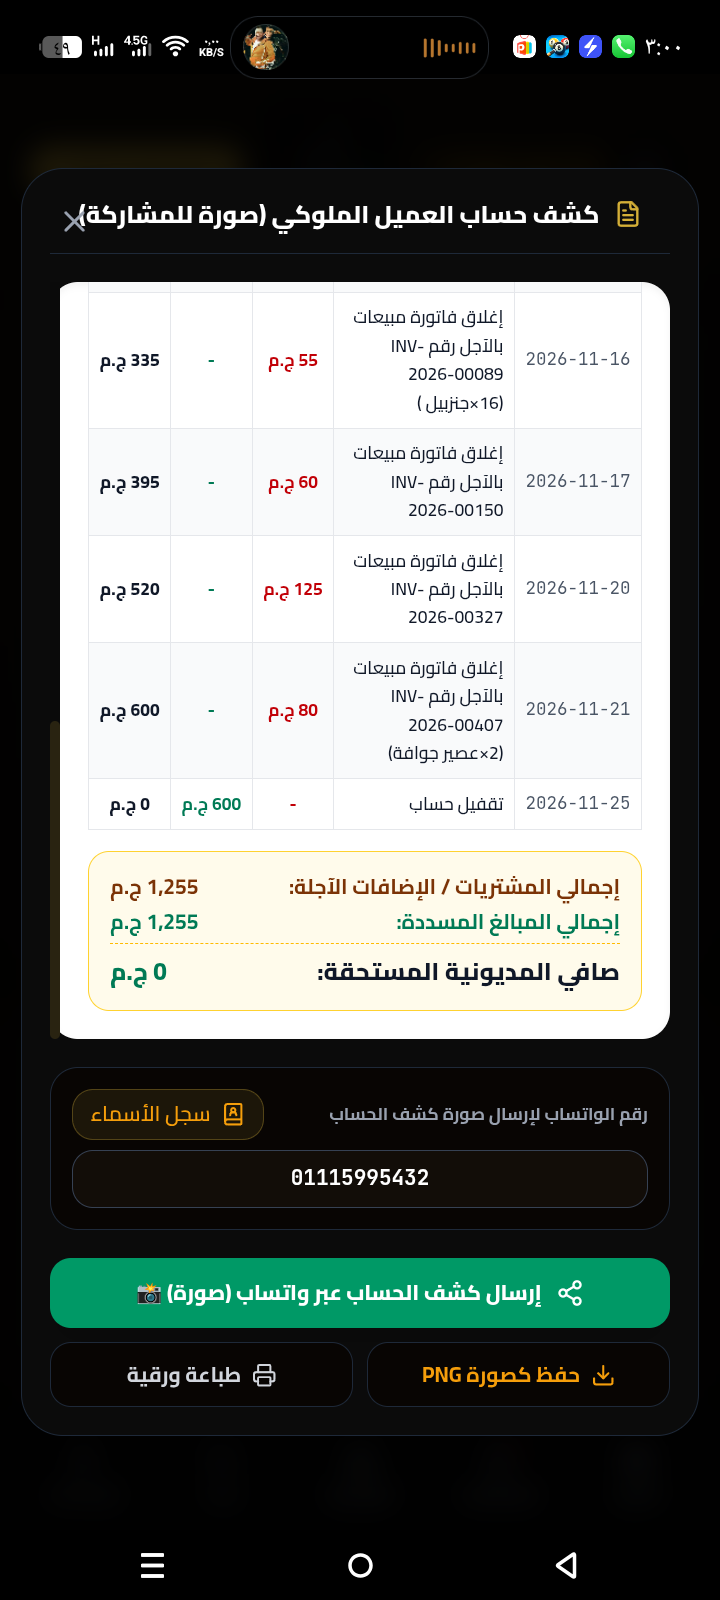 ٤٩
H
4.5G
KB/S
٣:٠٠
كشف حساب العميل الملوكي (صورة للمشاركة)
2026-11-16
إغلاق فاتورة مبيعات
بالآجل رقم INV-
2026-00089
(16×جنزبيل )
55 ج.م
-
335 ج.م
2026-11-17
إغلاق فاتورة مبيعات
بالآجل رقم INV-
2026-00150
60 ج.م
-
395 ج.م
2026-11-20
إغلاق فاتورة مبيعات
بالآجل رقم INV-
2026-00327
125 ج.م
-
520 ج.م
2026-11-21
إغلاق فاتورة مبيعات
بالآجل رقم INV-
2026-00407
(2×عصير جوافة)
80 ج.م
-
600 ج.م
2026-11-25
تقفيل حساب
-
600 ج.م
0 ج.م
إجمالي المشتريات / الإضافات الآجلة: 1,255 ج.م
إجمالي المبالغ المسددة: 1,255 ج.م
صافي المديونية المستحقة: 0 ج.م
رقم الواتساب لإرسال صورة كشف الحساب
سجل الأسماء
01115995432
إرسال كشف الحساب عبر واتساب (صورة) 📸
حفظ كصورة PNG
طباعة ورقية